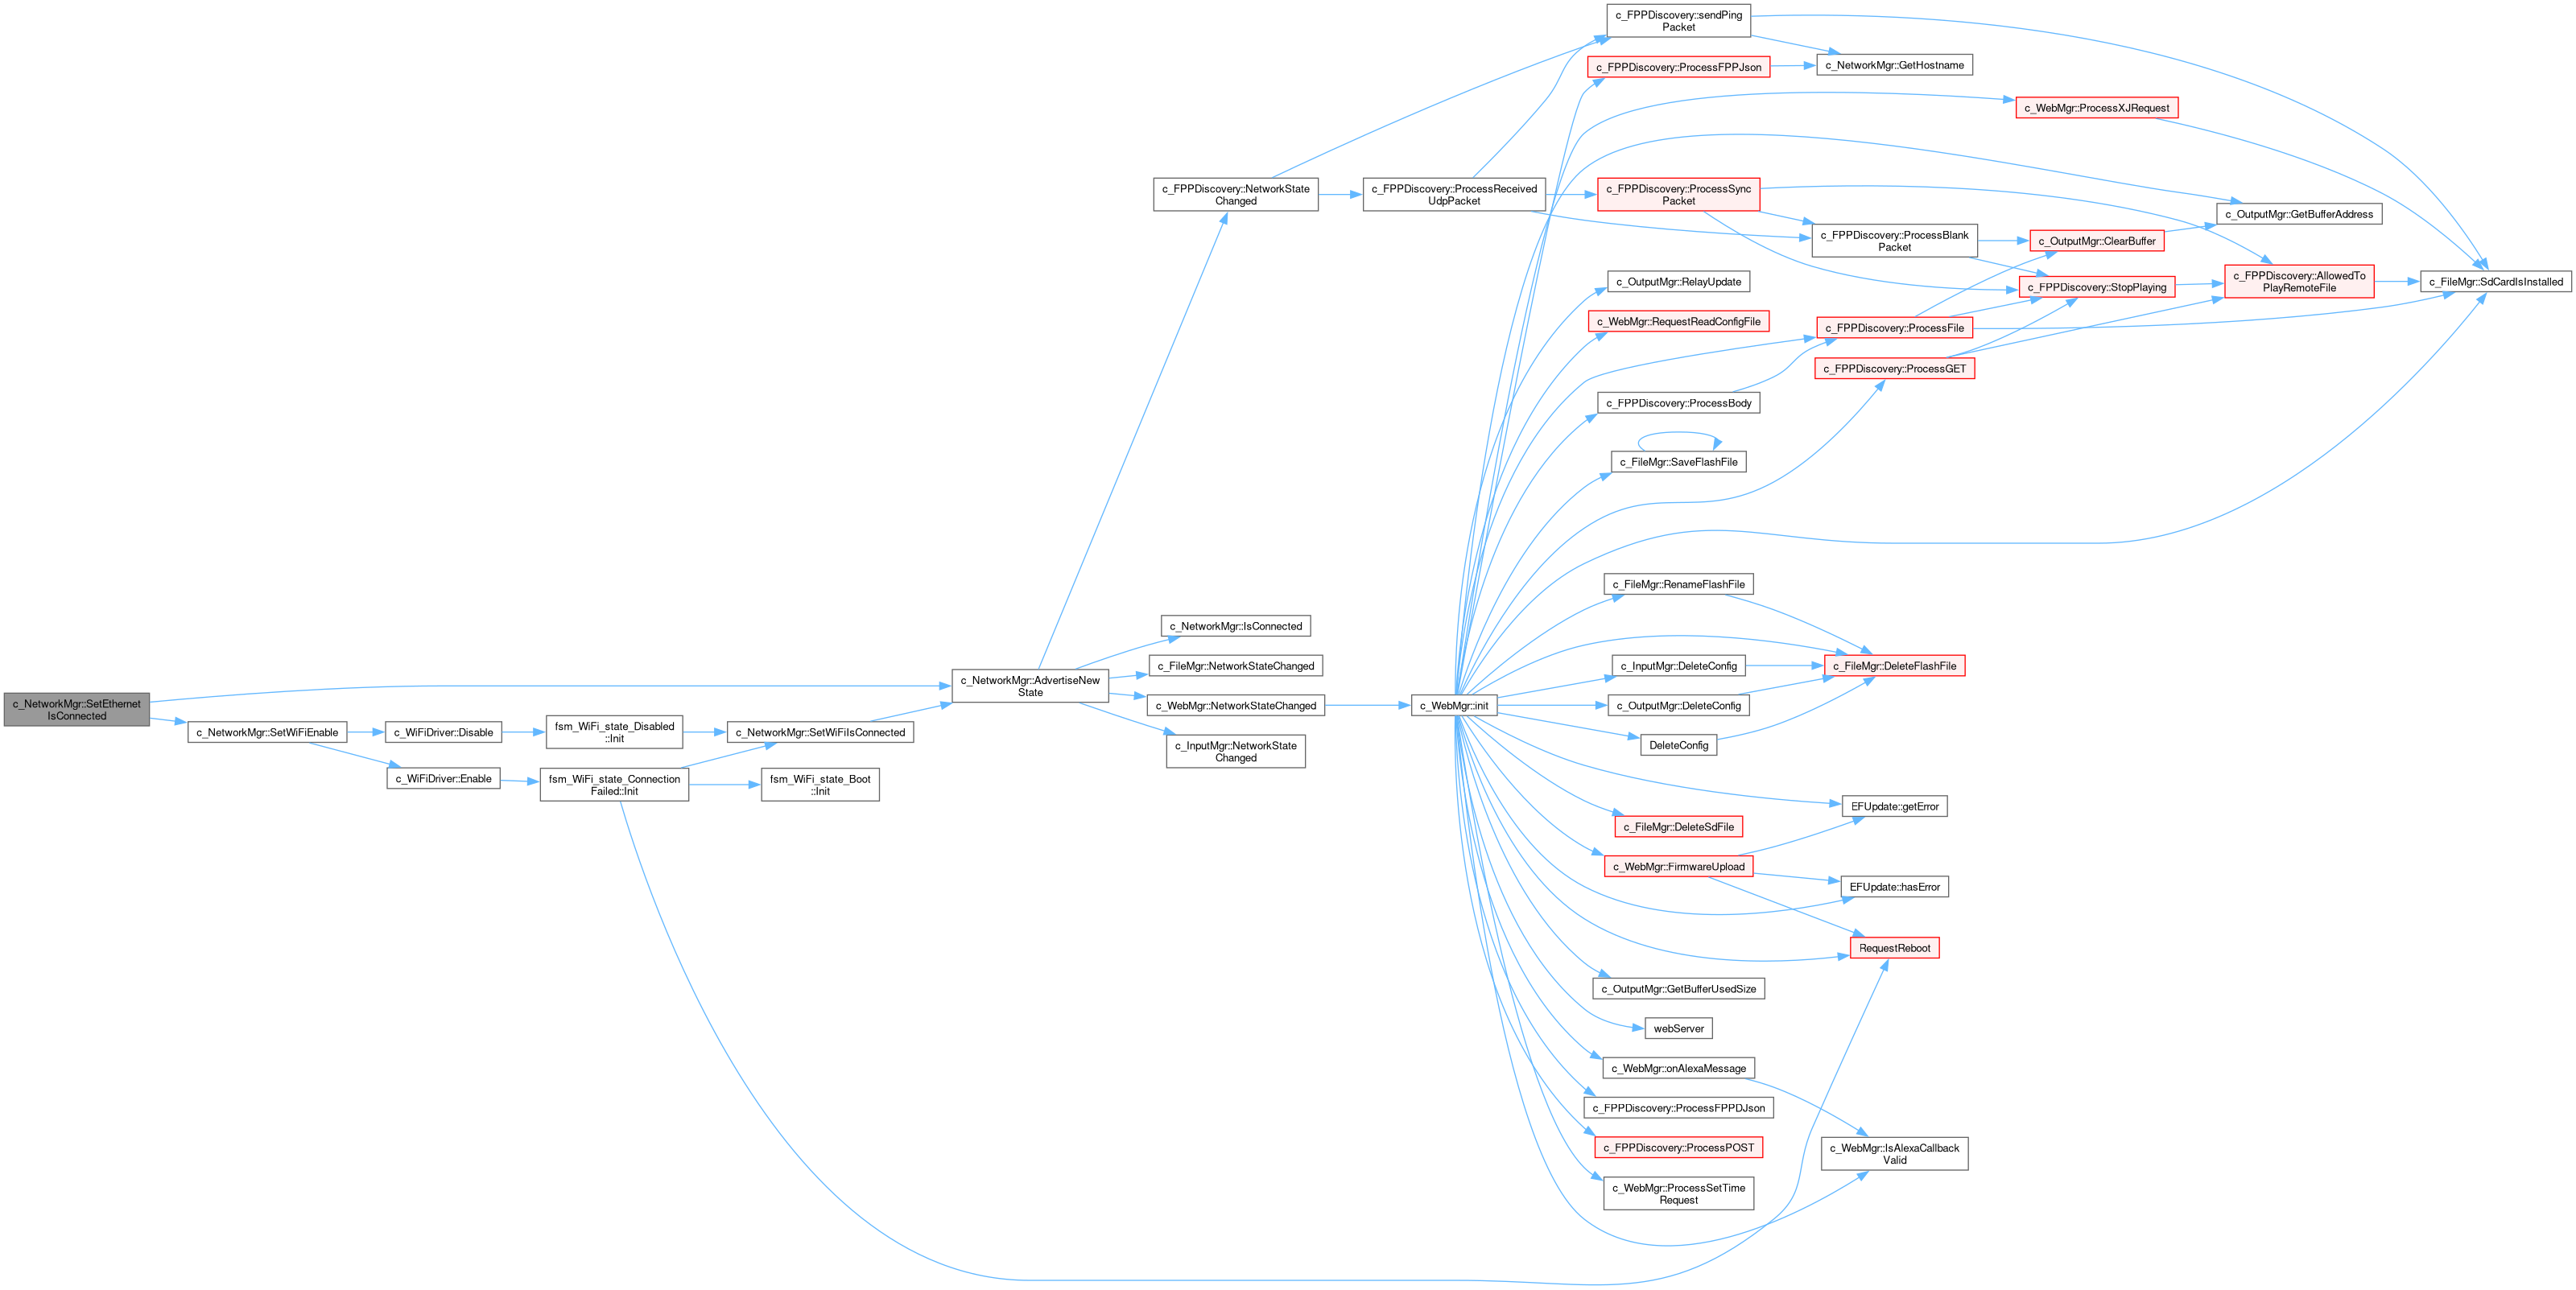 c_NetworkMgr::SetEthernet
IsConnected
c_NetworkMgr::SetWiFiEnable
c_WiFiDriver::Disable
c_WiFiDriver::Enable
fsm_WiFi_state_Disabled
::Init
fsm_WiFi_state_Connection
Failed::Init
c_NetworkMgr::SetWiFiIsConnected
fsm_WiFi_state_Boot
::Init
c_NetworkMgr::AdvertiseNew
State
c_FPPDiscovery::NetworkState
Changed
c_NetworkMgr::IsConnected
c_FileMgr::NetworkStateChanged
c_WebMgr::NetworkStateChanged
c_InputMgr::NetworkState
Changed
c_FPPDiscovery::ProcessReceived
UdpPacket
c_WebMgr::init
c_FPPDiscovery::sendPing
Packet
c_FPPDiscovery::ProcessFPPJson
c_FPPDiscovery::ProcessSync
Packet
c_OutputMgr::RelayUpdate
c_WebMgr::RequestReadConfigFile
c_FPPDiscovery::ProcessBody
c_FileMgr::SaveFlashFile
c_FileMgr::RenameFlashFile
c_InputMgr::DeleteConfig
c_OutputMgr::DeleteConfig
DeleteConfig
c_FileMgr::DeleteSdFile
c_WebMgr::FirmwareUpload
c_OutputMgr::GetBufferUsedSize
webServer
c_WebMgr::onAlexaMessage
c_FPPDiscovery::ProcessFPPDJson
c_FPPDiscovery::ProcessPOST
c_WebMgr::ProcessSetTime
Request
c_NetworkMgr::GetHostname
c_FPPDiscovery::ProcessBlank
Packet
c_FPPDiscovery::ProcessFile
c_FPPDiscovery::ProcessGET
c_FileMgr::DeleteFlashFile
EFUpdate::getError
EFUpdate::hasError
RequestReboot
c_WebMgr::IsAlexaCallback
Valid
c_WebMgr::ProcessXJRequest
c_OutputMgr::ClearBuffer
c_FPPDiscovery::StopPlaying
c_OutputMgr::GetBufferAddress
c_FPPDiscovery::AllowedTo
PlayRemoteFile
c_FileMgr::SdCardIsInstalled